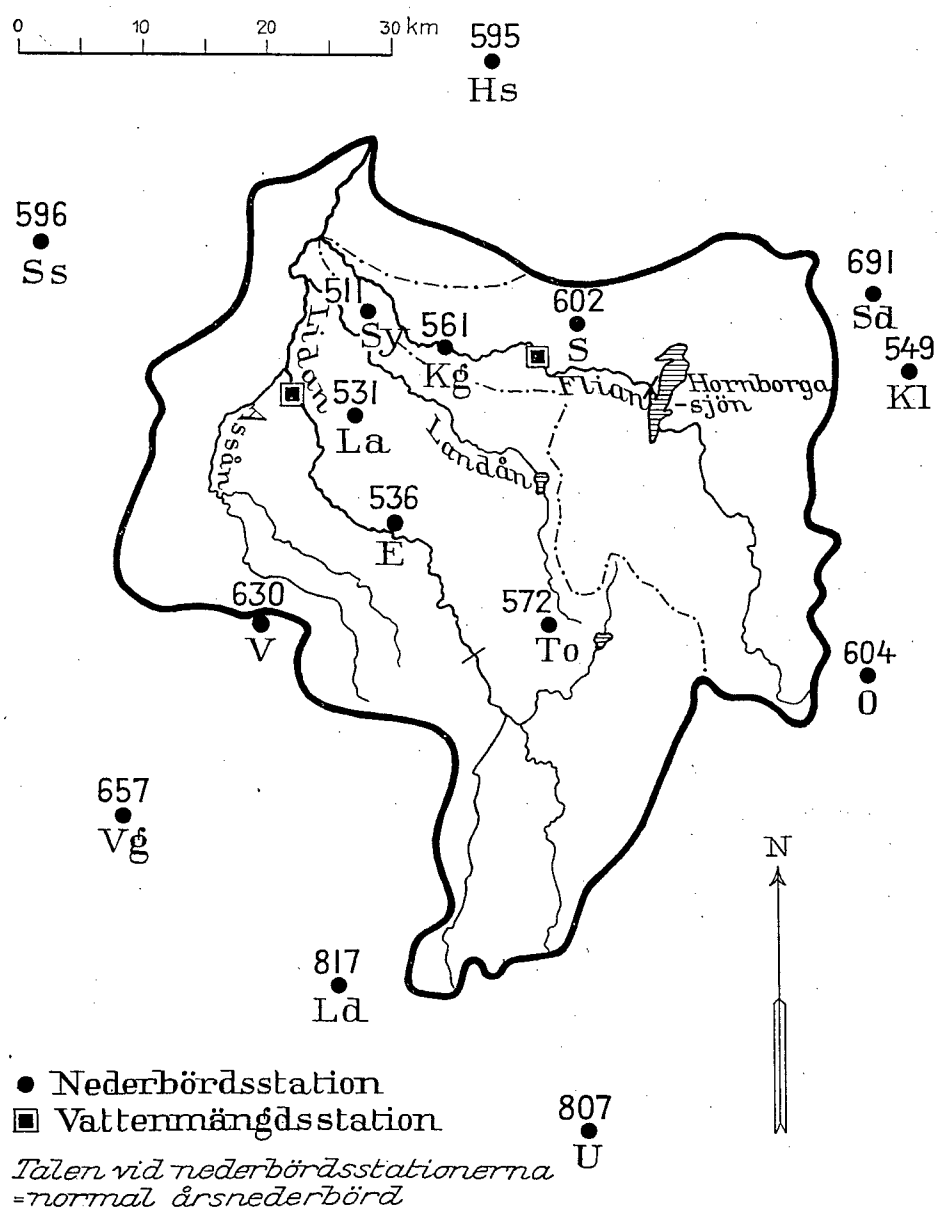 0 10 20 30 km
595
Hs
596
Ss
691
Sd
511
Sy
602
S
561
Kg
549
Kl
Lidan
Flian
Hornborga
-sjön
531
La
Assån
Landån
536
E
630
V
572
To
604
O
657
Vg
N
817
Ld
807
U
Nederbördsstation
Vattenmängdsstation
Talen vid nederbördsstationerna
=normal årsnederbörd